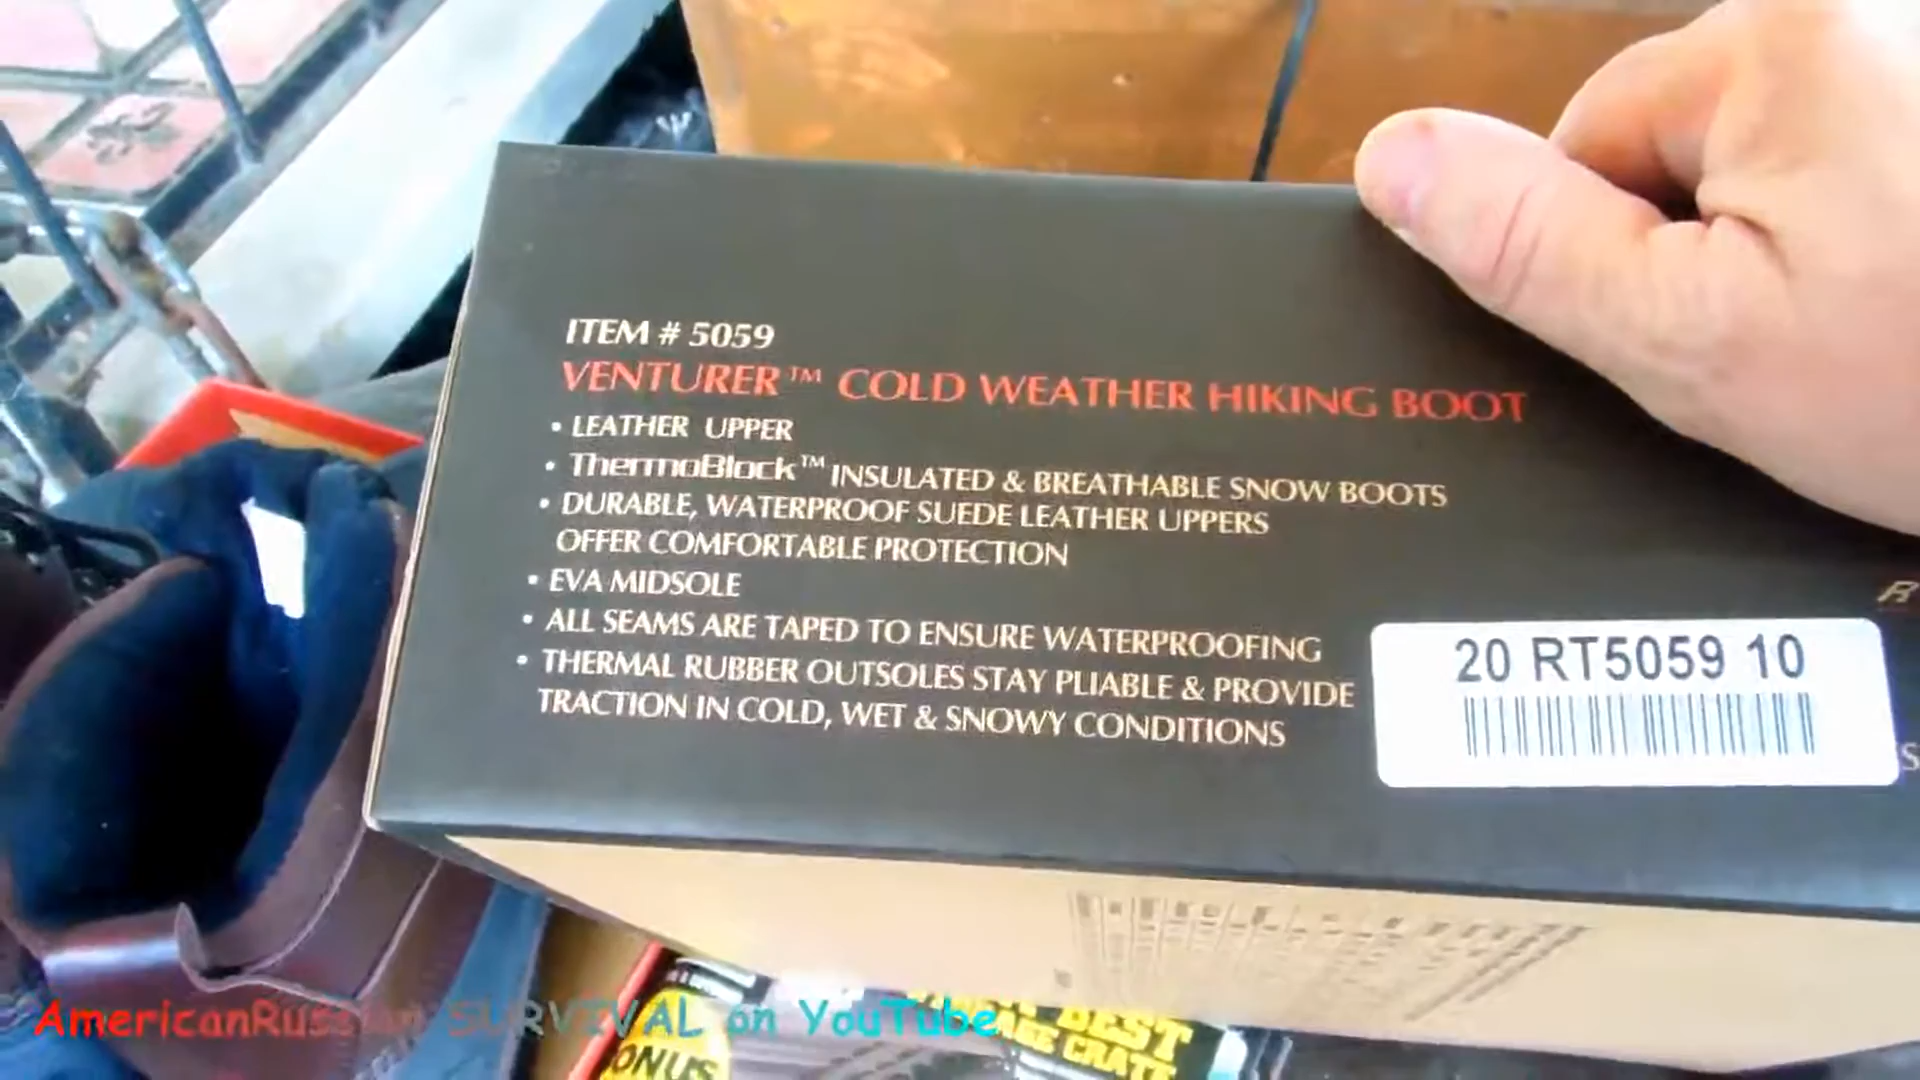 ITEM # 5059
VENTURER™ COLD WEATHER HIKING BOOT
• LEATHER UPPER
• ThermoBlock™ INSULATED & BREATHABLE SNOW BOOTS
• DURABLE, WATERPROOF SUEDE LEATHER UPPERS
OFFER COMFORTABLE PROTECTION
• EVA MIDSOLE
• ALL SEAMS ARE TAPED TO ENSURE WATERPROOFING
• THERMAL RUBBER OUTSOLES STAY PLIABLE & PROVIDE
TRACTION IN COLD, WET & SNOWY CONDITIONS
20 RT5059 10
AmericanRussian SURVIVAL on YouTube
BEST
CRATE